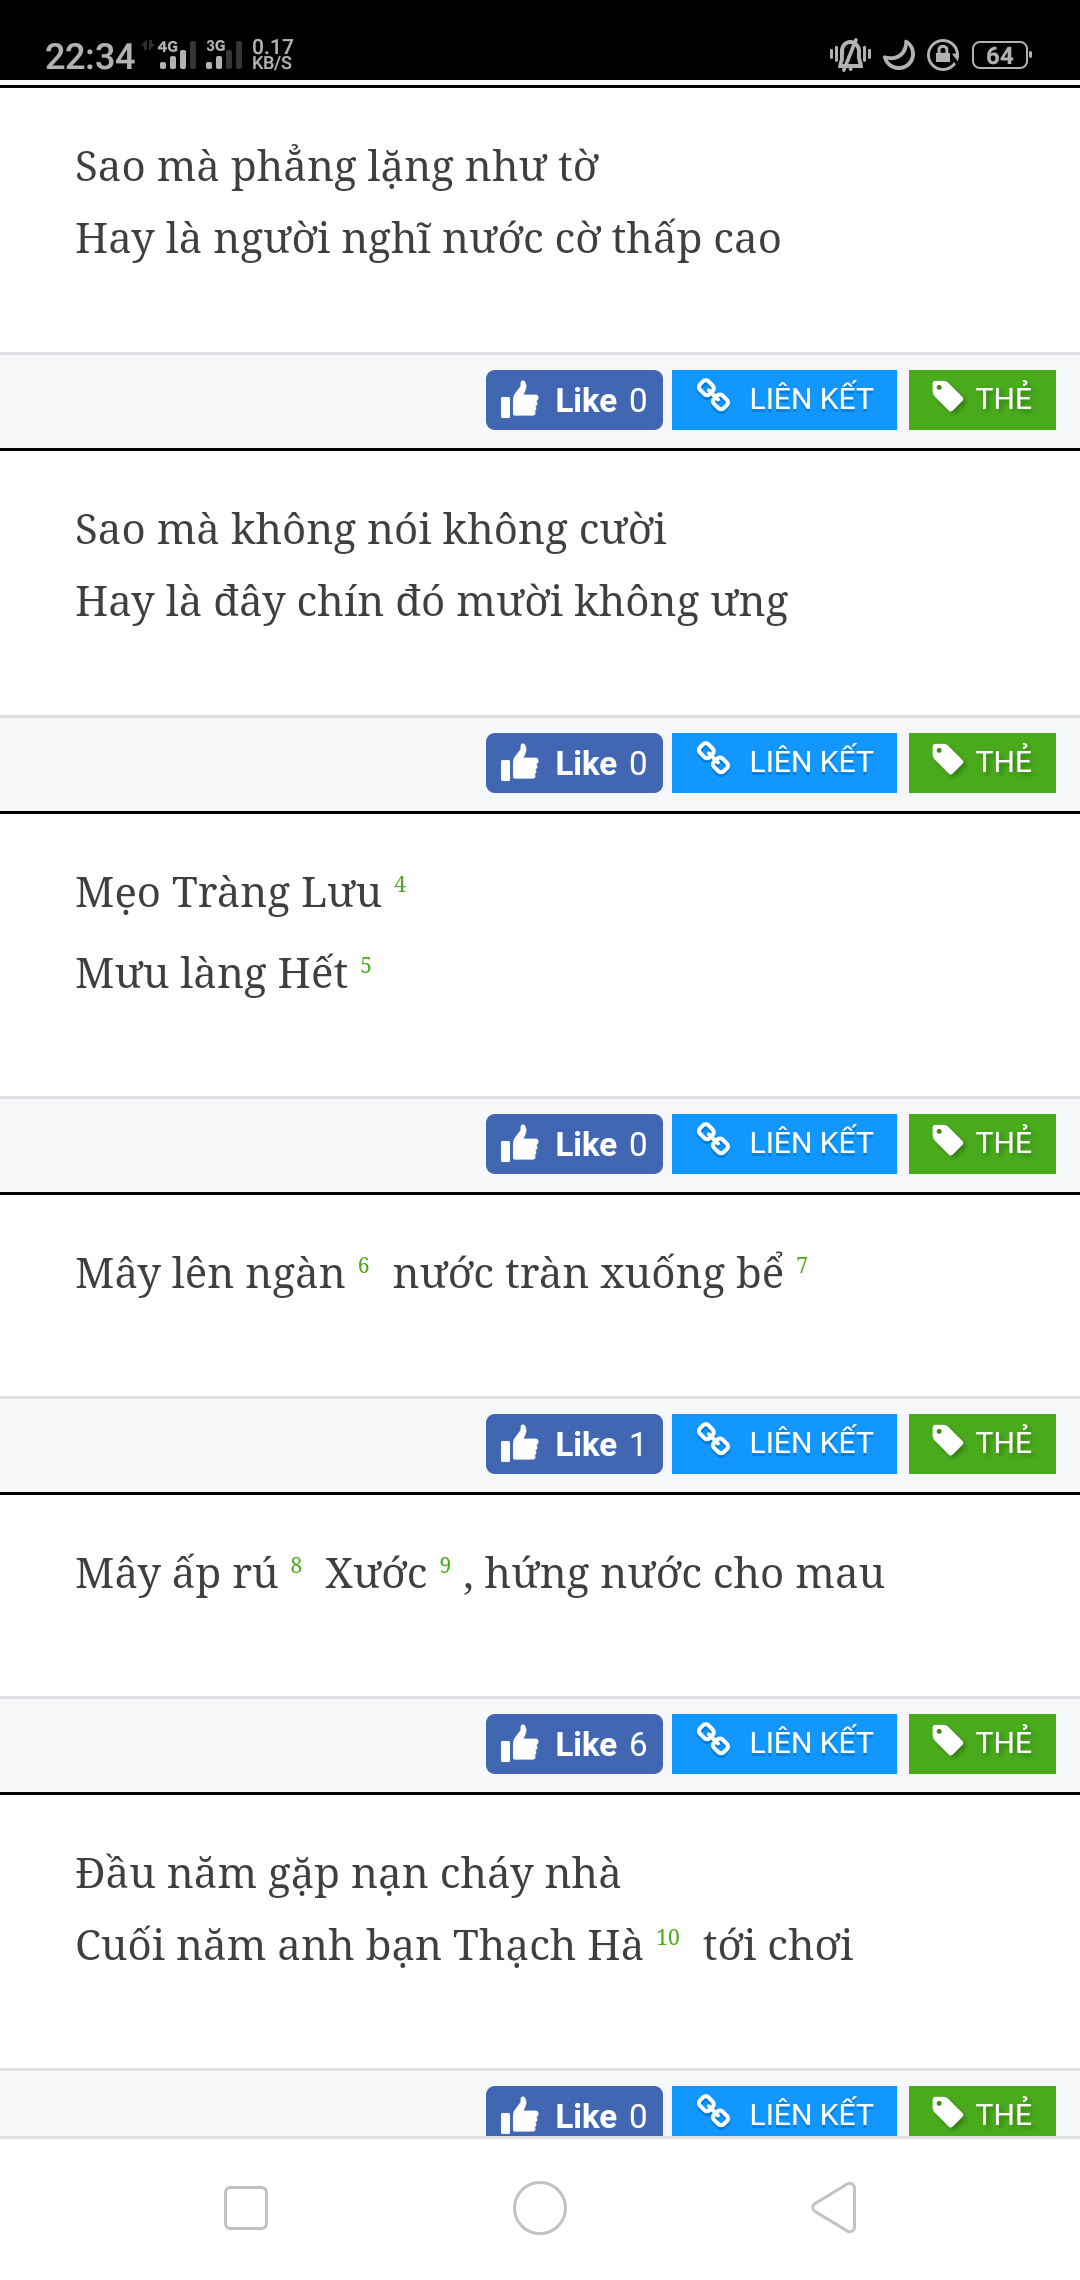 22:34 4G 3G 0.17 KB/S 64
Sao mà phẳng lặng như tờ
Hay là người nghĩ nước cờ thấp cao
Like 0 LIÊN KẾT THẺ
Sao mà không nói không cười
Hay là đây chín đó mười không ưng
Like 0 LIÊN KẾT THẺ
Mẹo Tràng Lưu 4
Mưu làng Hết 5
Like 0 LIÊN KẾT THẺ
Mây lên ngàn 6 nước tràn xuống bể 7
Like 1 LIÊN KẾT THẺ
Mây ấp rú 8 Xước 9 , hứng nước cho mau
Like 6 LIÊN KẾT THẺ
Đầu năm gặp nạn cháy nhà
Cuối năm anh bạn Thạch Hà 10 tới chơi
Like 0 LIÊN KẾT THẺ